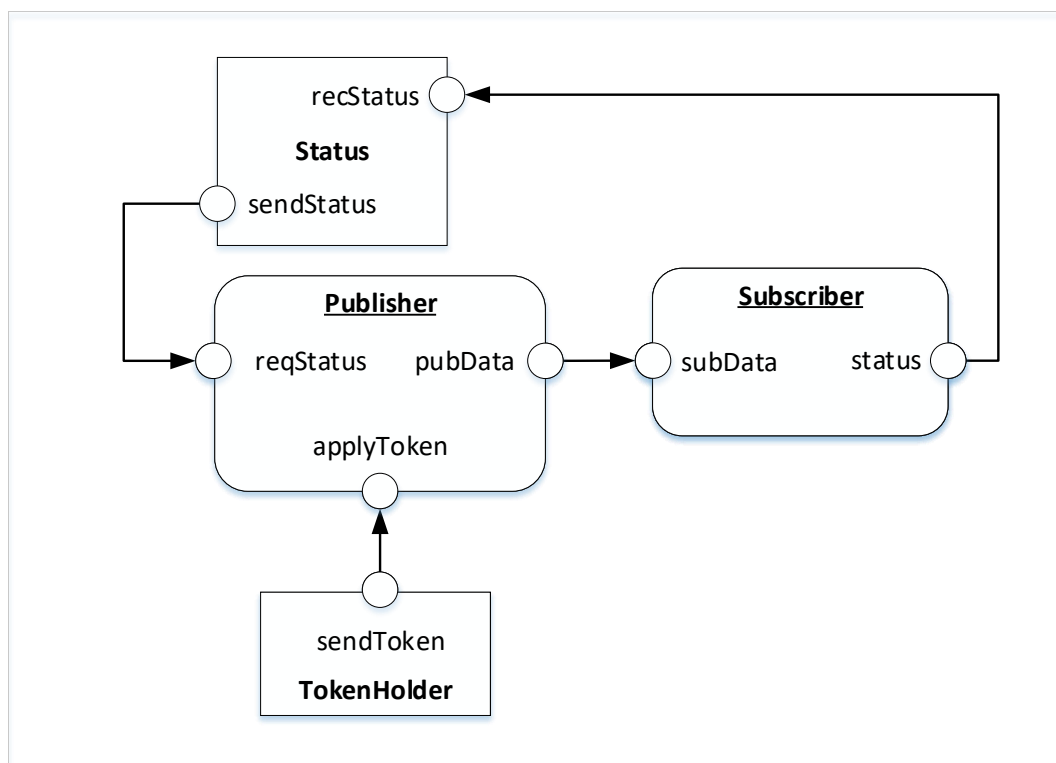 recStatus
Status
sendStatus
Publisher
Subscriber
reqStatus
pubData
subData
status
applyToken
sendToken
TokenHolder